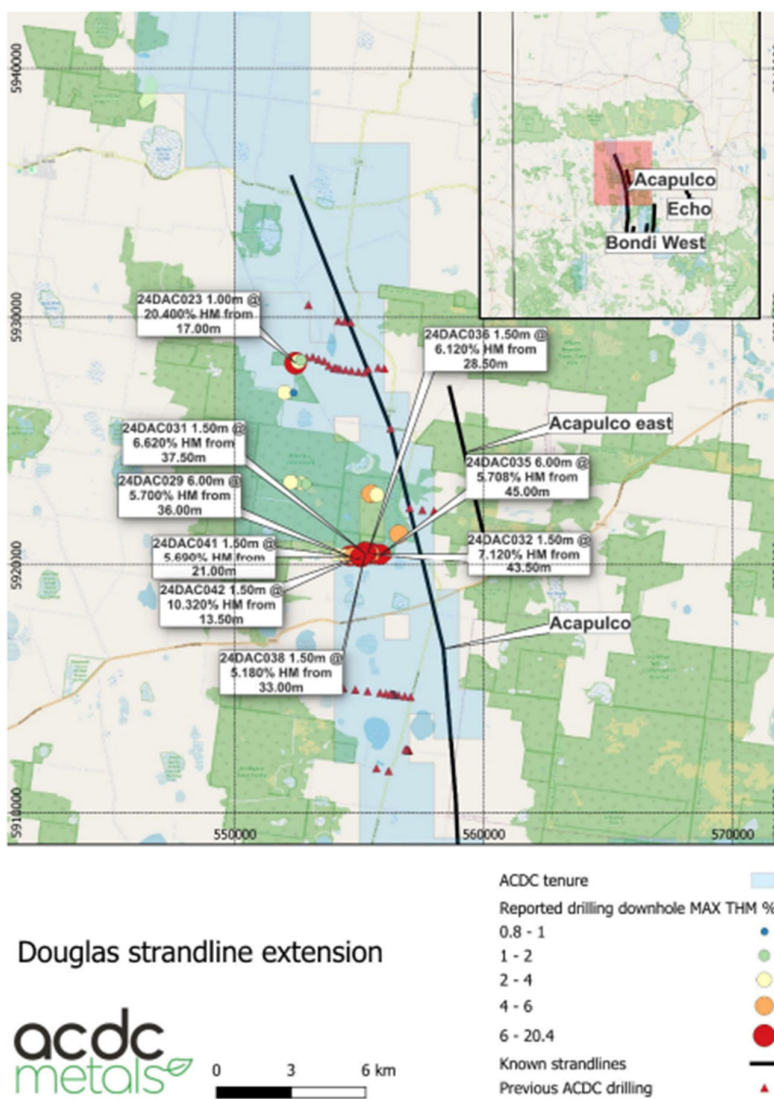 5940000
Acapulco
Echo
Bondi West
5930000
24DAC023 1.00m @
20.400% HM from
17.00m
24DAC036 1.50m @
6.120% HM from
28.50m
24DAC031 1.50m @
6.620% HM from
37.50m
Acapulco east
24DAC035 6.00m @
5.708% HM from
45.00m
24DAC029 6.00m @
5.700% HM from
36.00m
24DAC041 1.50m @
5.690% HM from
21.00m
24DAC032 1.50m @
7.120% HM from
43.50m
5920000
24DAC042 1.50m @
10.320% HM from
13.50m
Acapulco
24DAC038 1.50m @
5.180% HM from
33.00m
5910000
550000
560000
570000
ACDC tenure
Reported drilling downhole MAX THM %
0.8 - 1
1 - 2
2 - 4
4 - 6
6 - 20.4
Known strandlines
Previous ACDC drilling
Douglas strandline extension
acdc
metals
0 3 6 km